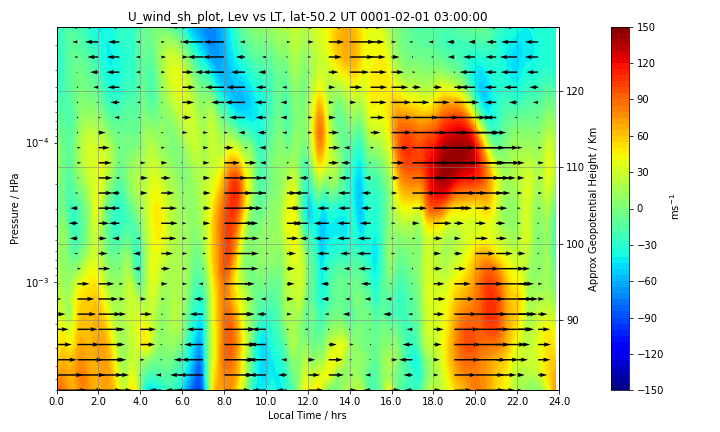 U_wind_sh_plot, Lev vs LT, lat-50.2 UT 0001-02-01 03:00:00
Pressure / HPa
10⁻⁴
10⁻³
0.0 2.0 4.0 6.0 8.0 10.0 12.0 14.0 16.0 18.0 20.0 22.0 24.0
Local Time / hrs
120
110
100
90
Approx Geopotential Height / Km
150
120
90
60
30
0
−30
−60
−90
−120
−150
ms⁻¹